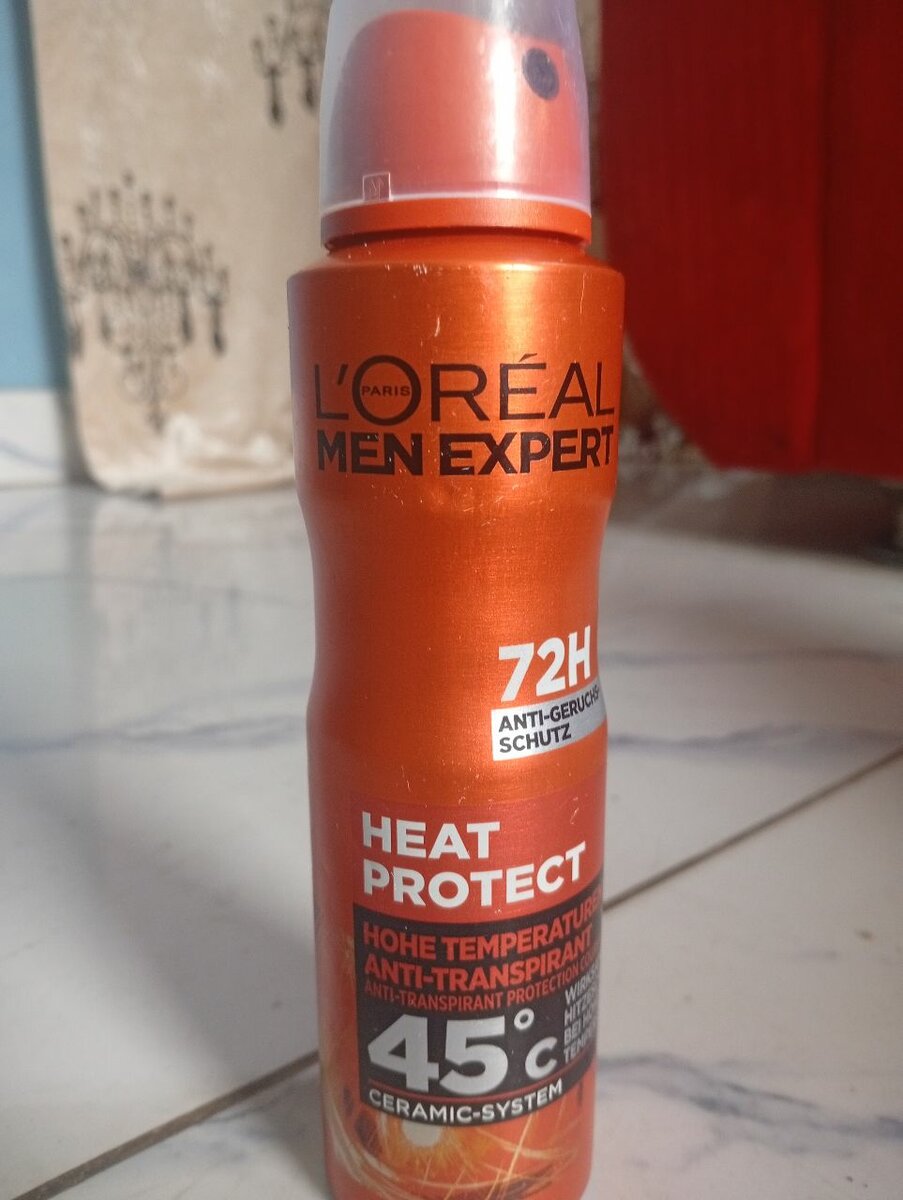 L'ORÉAL
PARIS
MEN EXPERT
72H
ANTI-GERUCHS-
SCHUTZ
HEAT
PROTECT
HOHE TEMPERATUREN
ANTI-TRANSPIRANT
ANTI-TRANSPIRANT PROTECTION
45°C
CERAMIC-SYSTEM